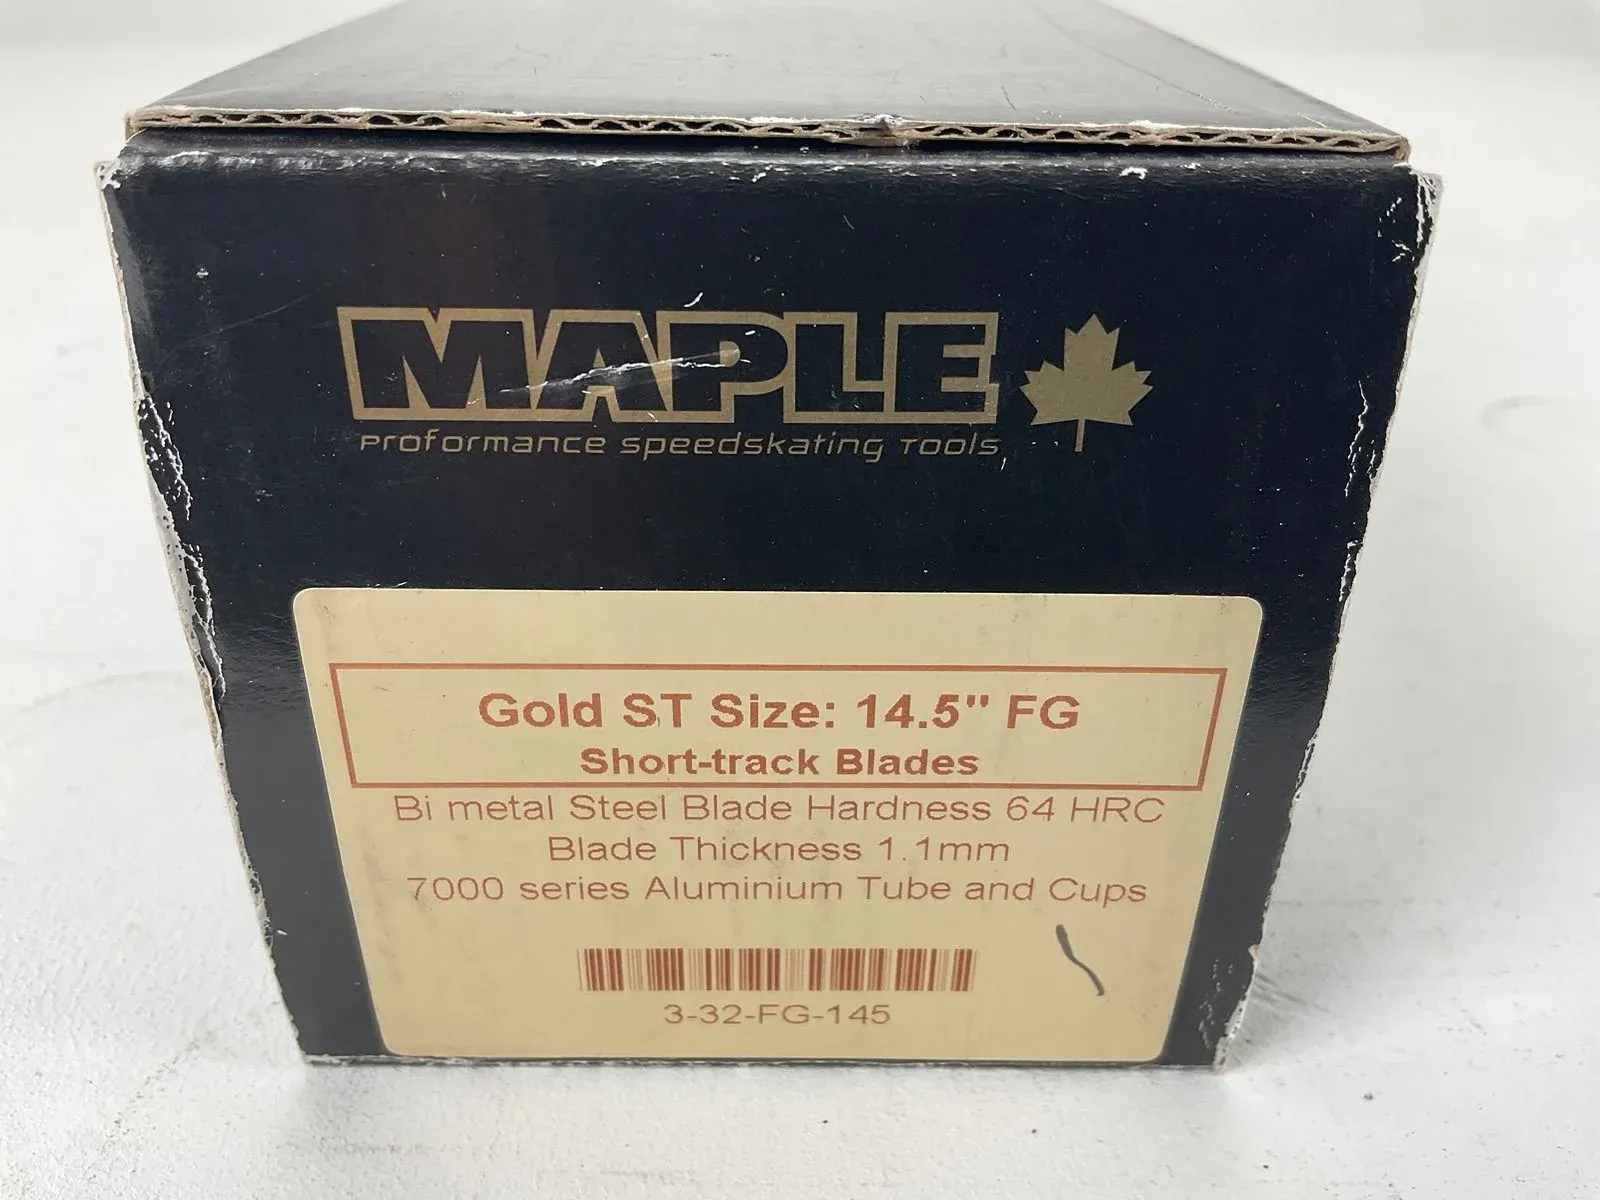 MAPLE
proformance speedskating Tools
Gold ST Size: 14.5" FG
Short-track Blades
Bi metal Steel Blade Hardness 64 HRC
Blade Thickness 1.1mm
7000 series Aluminium Tube and Cups
3-32-FG-145